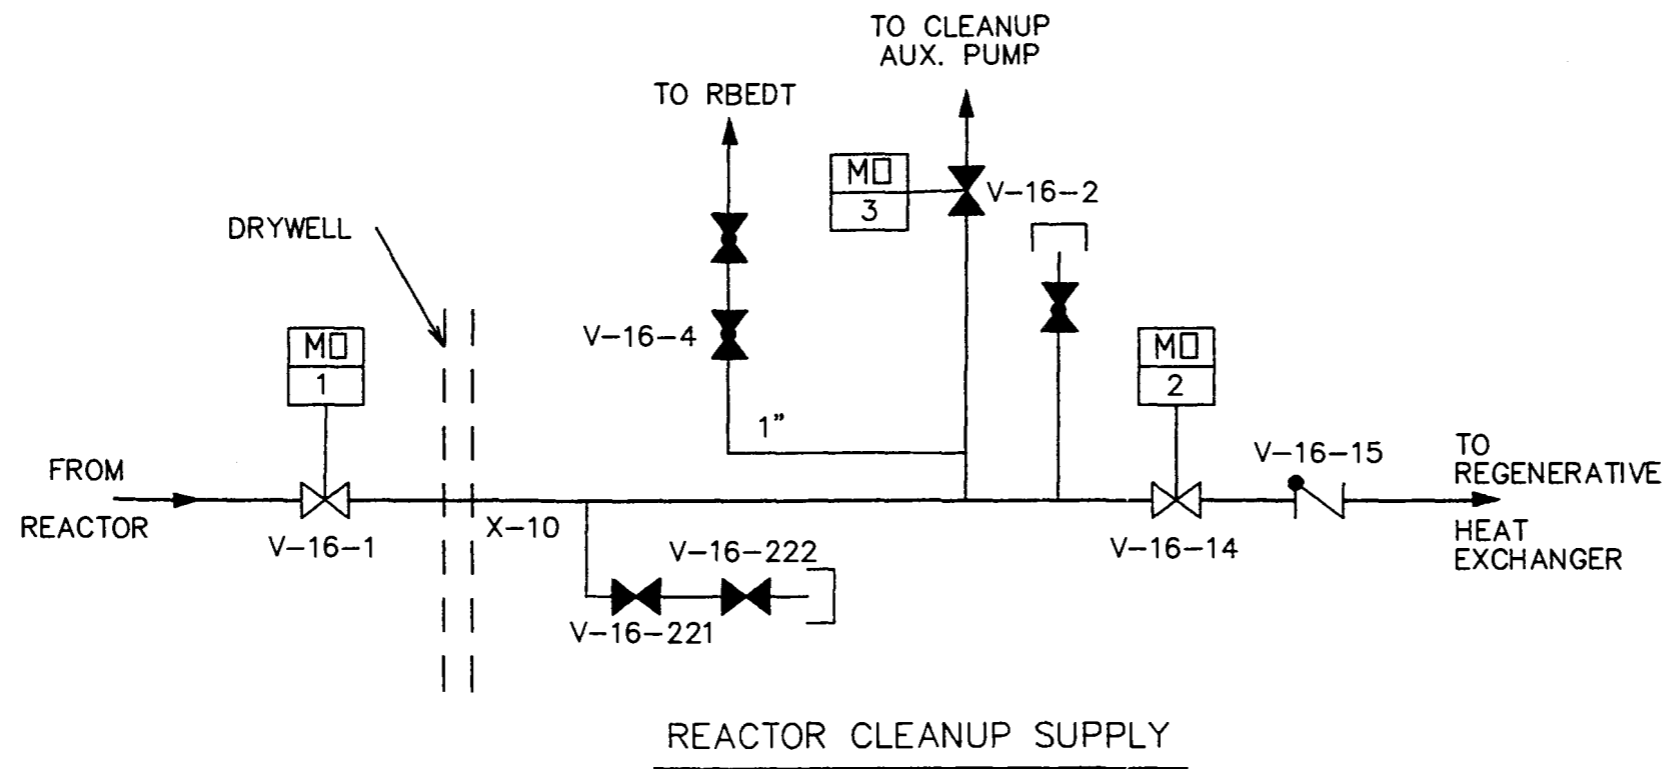 TO CLEANUP
AUX. PUMP
TO RBEDT
MO
3
V-16-2
DRYWELL
MO
1
V-16-4
MO
2
1"
FROM
REACTOR
V-16-1
X-10
V-16-222
V-16-221
V-16-14
V-16-15
TO
REGENERATIVE
HEAT
EXCHANGER
REACTOR CLEANUP SUPPLY